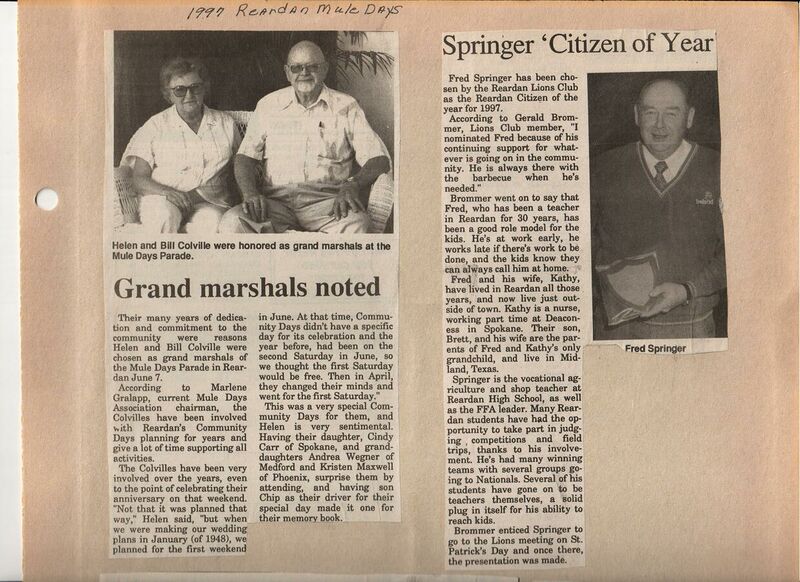 1997 Reardan Mule Days
Helen and Bill Colville were honored as grand marshals at the
Mule Days Parade.
Grand marshals noted
Their many years of dedica-
tion and commitment to the
community were reasons
Helen and Bill Colville were
chosen as grand marshals of
the Mule Days Parade in Rear-
dan June 7.
According to Marlene
Gralapp, current Mule Days
Association chairman, the
Colvilles have been involved
with Reardan's Community
Days planning for years and
give a lot of time supporting all
activities.
The Colvilles have been very
involved over the years, even
to the point of celebrating their
anniversary on that weekend.
"Not that it was planned that
way," Helen said, "but when
we were making our wedding
plans in January (of 1948), we
planned for the first weekend
in June. At that time, Commu-
nity Days didn't have a specific
day for its celebration and the
year before, had been on the
second Saturday in June, so
we thought the first Saturday
would be free. Then in April,
they changed their minds and
went for the first Saturday."
This was a very special Com-
munity Days for them, and
Helen is very sentimental.
Having their daughter, Cindy
Carr of Spokane, and grand-
daughters Andrea Wegner of
Medford and Kristen Maxwell
of Phoenix, surprise them by
attending, and having son
Chip as their driver for their
special day made it one for
their memory book.
Springer 'Citizen of Year
Fred Springer has been cho-
sen by the Reardan Lions Club
as the Reardan Citizen of the
year for 1997.
According to Gerald Brom-
mer, Lions Club member, "I
nominated Fred because of his
continuing support for what-
ever is going on in the commu-
nity. He is always there with
the barbecue when he's
needed."
Brommer went on to say that
Fred, who has been a teacher
in Reardan for 30 years, has
been a good role model for the
kids. He's at work early, he
works late if there's work to be
done, and the kids know they
can always call him at home.
Fred and his wife, Kathy,
have lived in Reardan all those
years, and now live just out-
side of town. Kathy is a nurse,
working part time at Deacon-
ess in Spokane. Their son,
Brett, and his wife are the par-
ents of Fred and Kathy's only
grandchild, and live in Mid-
land, Texas.
Springer is the vocational ag-
riculture and shop teacher at
Reardan High School, as well
as the FFA leader. Many Rear-
dan students have had the op-
portunity to take part in judg-
ing competitions and field
trips, thanks to his involve-
ment. He's had many winning
teams with several groups go-
ing to Nationals. Several of his
students have gone on to be
teachers themselves, a solid
plug in itself for his ability to
reach kids.
Brommer enticed Springer to
go to the Lions meeting on St.
Patrick's Day and once there,
the presentation was made.
Fred Springer